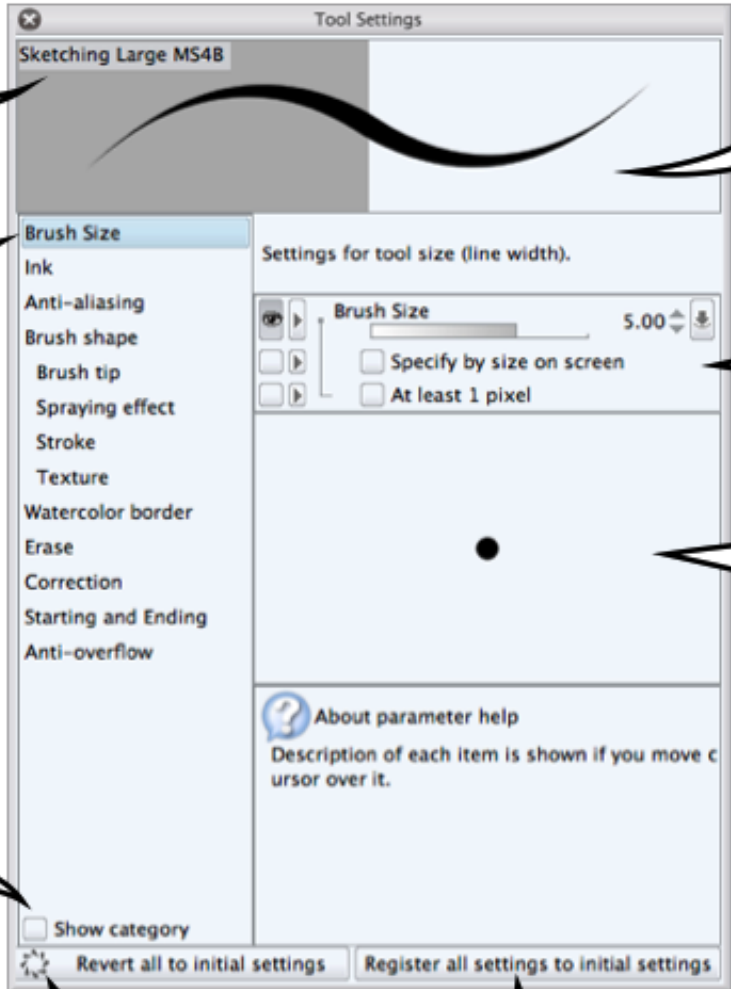 Tool Settings
Sketching Large MS4B
Brush Size
Ink
Anti-aliasing
Brush shape
Brush tip
Spraying effect
Stroke
Texture
Watercolor border
Erase
Correction
Starting and Ending
Anti-overflow
Show category
Settings for tool size (line width).
Brush Size 5.00
Specify by size on screen
At least 1 pixel
About parameter help
Description of each item is shown if you move c
ursor over it.
Revert all to initial settings
Register all settings to initial settings